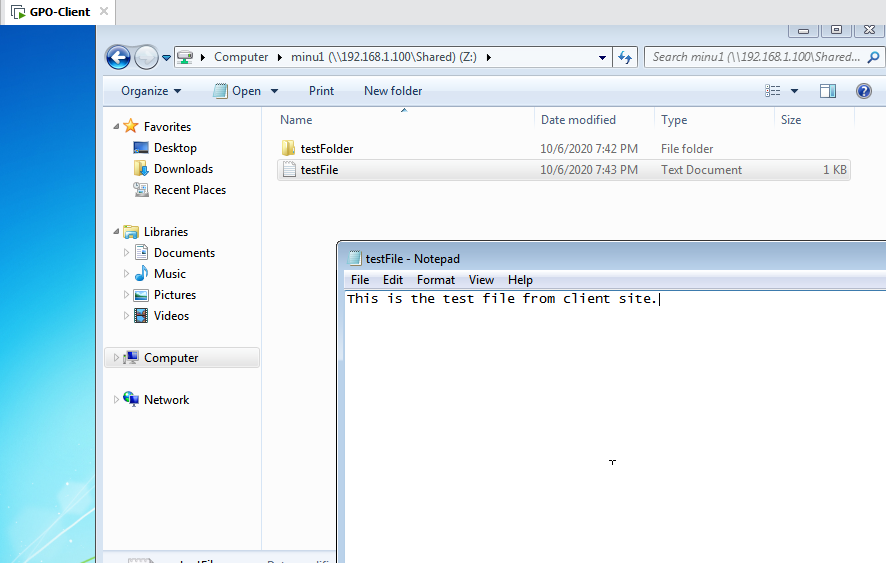 GPO-Client
Computer minu1 (\\192.168.1.100\Shared) (Z:)
Search minu1 (\\192.168.1.100\Shared...
Organize Open Print New folder
Name Date modified Type Size
testFolder 10/6/2020 7:42 PM File folder
testFile 10/6/2020 7:43 PM Text Document 1 KB
Favorites
Desktop
Downloads
Recent Places
Libraries
Documents
Music
Pictures
Videos
Computer
Network
testFile - Notepad
File Edit Format View Help
This is the test file from client site.